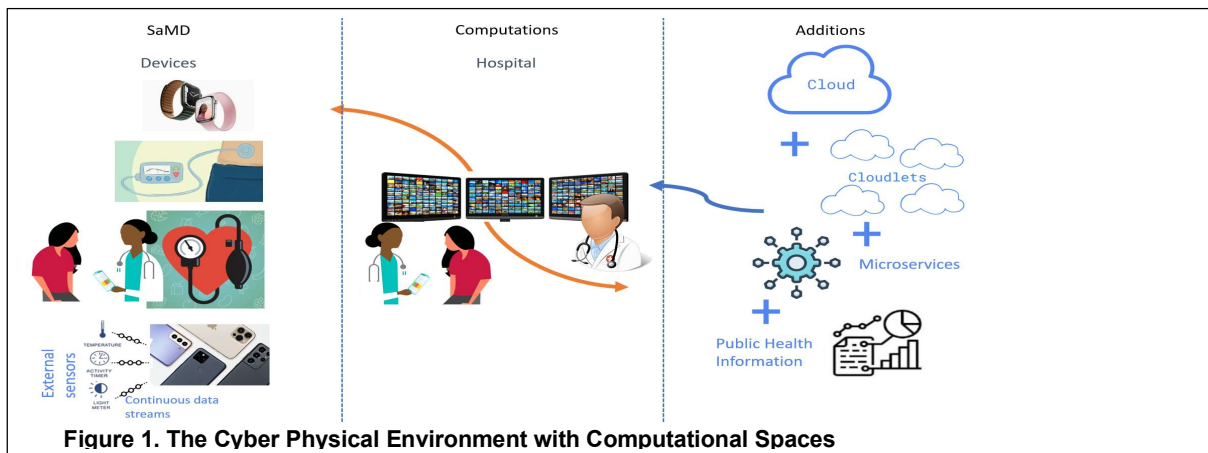 SaMD
Devices
TEMPERATURE
ACTIVITY
TIMER
LIGHT
METER
External
sensors
Continuous data
streams
Computations
Hospital
Additions
Cloud
Cloudlets
Microservices
Public Health
Information
Figure 1. The Cyber Physical Environment with Computational Spaces